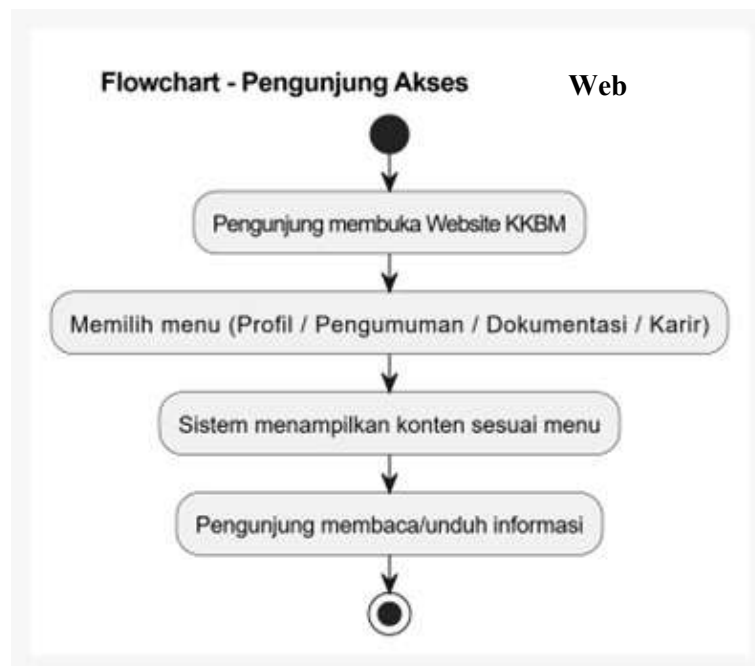 Flowchart - Pengunjung Akses Web
Pengunjung membuka Website KKBM
Memilih menu (Profil / Pengumuman / Dokumentasi / Karir)
Sistem menampilkan konten sesuai menu
Pengunjung membaca/unduh informasi